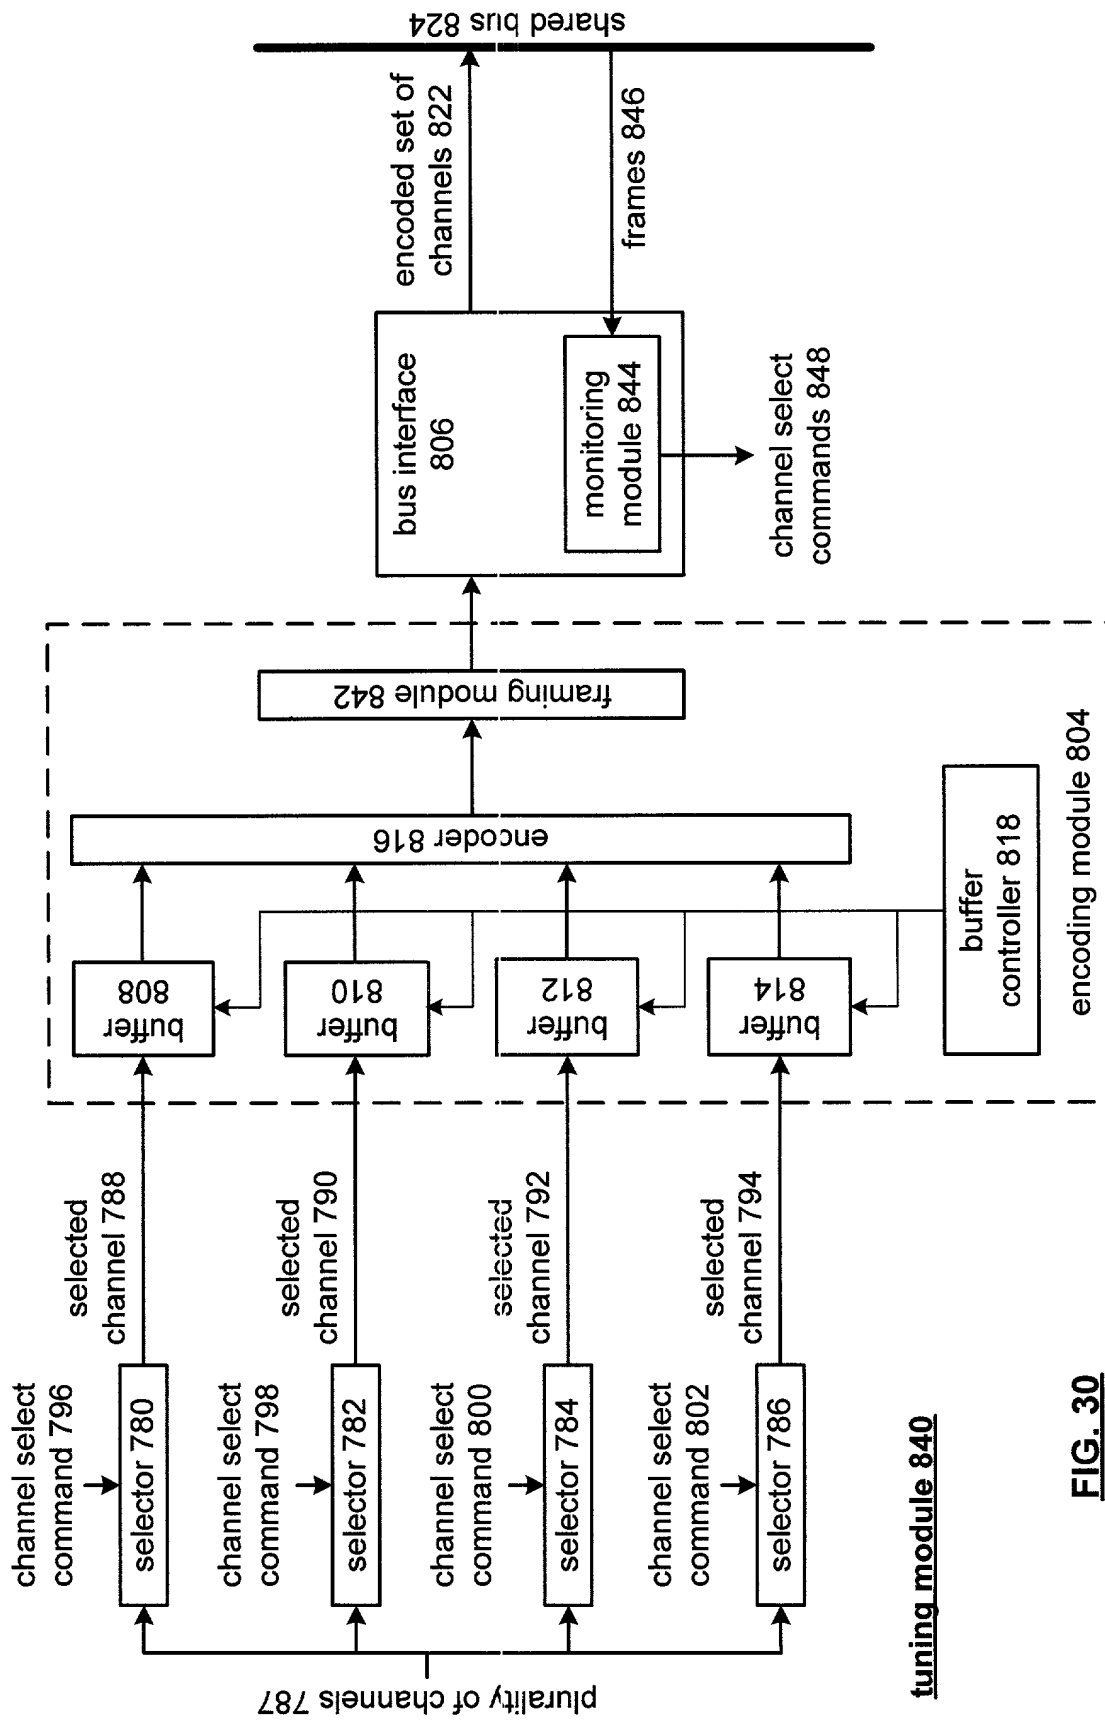 plurality of channels 787
channel select
command 796
selector 780
selected
channel 788
buffer
808
channel select
command 798
selector 782
selected
channel 790
buffer
810
channel select
command 800
selector 784
selected
channel 792
buffer
812
channel select
command 802
selector 786
selected
channel 794
buffer
814
encoder 816
framing module 842
buffer
controller 818
encoding module 804
bus interface
806
monitoring
module 844
channel select
commands 848
encoded set of
channels 822
frames 846
shared bus 824
tuning module 840
FIG. 30